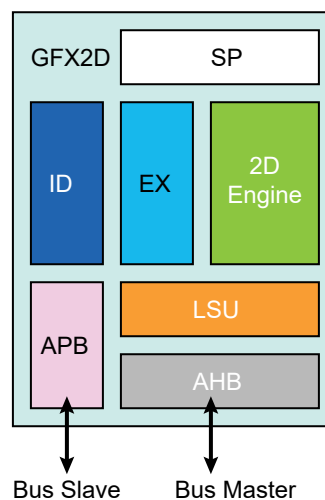 GFX2D
SP
ID
EX
2D
Engine
LSU
APB
AHB
Bus Slave
Bus Master